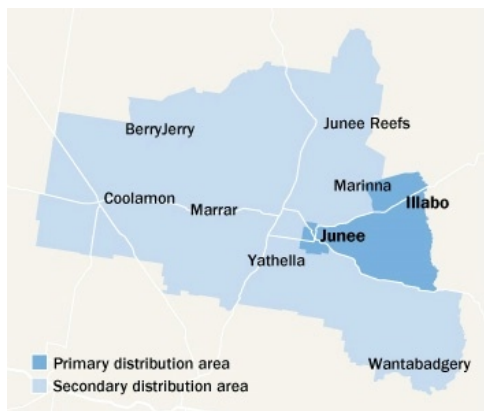 Junee Reefs
BerryJerry
Marinna
Coolamon
Illabo
Marrar
Junee
Yathella
Wantabadgery
Primary distribution area
Secondary distribution area